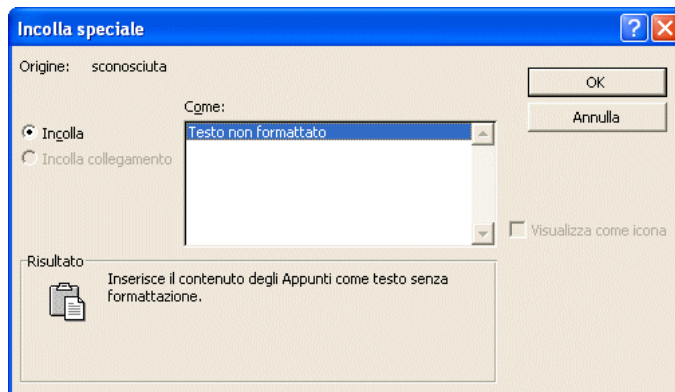 Incolla speciale
Origine: sconosciuta
OK
Annulla
Come:
Incolla
Testo non formattato
Incolla collegamento
Visualizza come icona
Risultato
Inserisce il contenuto degli Appunti come testo senza
formattazione.